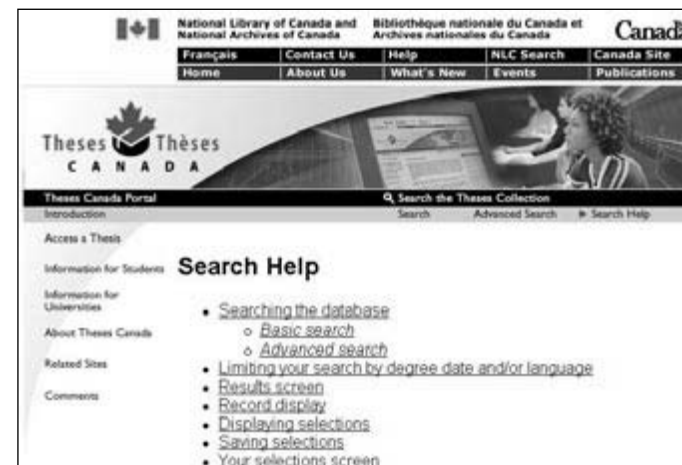 National Library of Canada and
National Archives of Canada
Bibliothèque nationale du Canada et
Archives nationales du Canada
Canada
Français Contact Us Help NLC Search Canada Site
Home About Us What's New Events Publications
Theses Thèses
CANADA
Theses Canada Portal
Search the Theses Collection
Introduction
Search Advanced Search Search Help
Access a Thesis
Information for Students
Information for
Universities
About Theses Canada
Related Sites
Comments
Search Help
Searching the database
Basic search
Advanced search
Limiting your search by degree date and/or language
Results screen
Record display
Displaying selections
Saving selections
Your selections screen